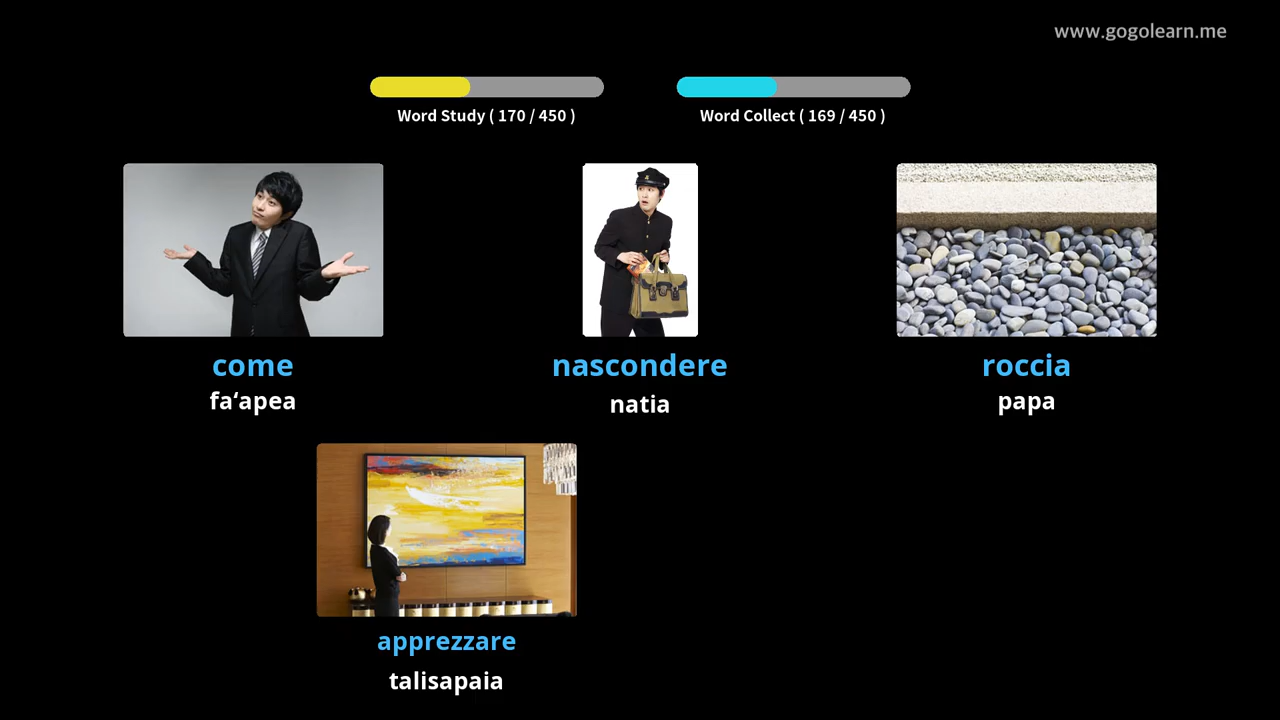 www.gogolearn.me
Word Study ( 170 / 450 )
Word Collect ( 169 / 450 )
come
fa‘apea
nascondere
natia
roccia
papa
apprezzare
talisapaia